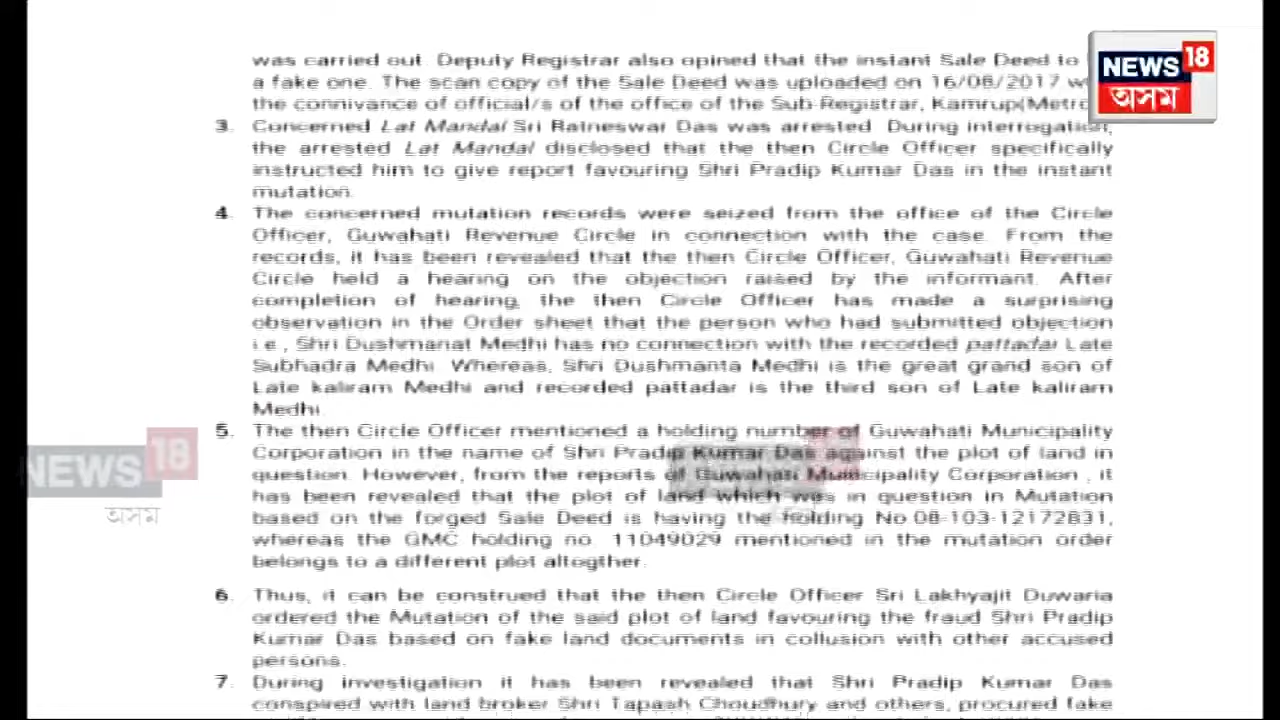 was carried out. Deputy Registrar also opined that the instant Sale Deed to
a fake one. The scan copy of the Sale Deed was uploaded on 16/08/2017
the connivance of official/s of the office of the Sub-Registrar, Kamrup(Metro
3. Concerned Lat Mandal Sri Ratneswar Das was arrested. During interrogation,
the arrested Lat Mandal disclosed that the then Circle Officer specifically
instructed him to give report favouring Shri Pradip Kumar Das in the instant
mutation.
4. The concerned mutation records were seized from the office of the Circle
Officer, Guwahati Revenue Circle in connection with the case. From the
records, it has been revealed that the then Circle Officer, Guwahati Revenue
Circle held a hearing on the objection raised by the informant. After
completion of hearing, the then Circle Officer has made a surprising
observation in the Order sheet that the person who had submitted objection
i.e., Shri Dushmanat Medhi has no connection with the recorded pattadar Late
Subhadra Medhi. Whereas, Shri Dushmanta Medhi is the great grand son of
Late kaliram Medhi and recorded pattadar is the third son of Late kaliram
Medhi.
5. The then Circle Officer mentioned a holding number of Guwahati Municipality
Corporation in the name of Shri Pradip Kumar Das against the plot of land in
question. However, from the reports of Guwahati Municipality Corporation , it
has been revealed that the plot of land which was in question in Mutation
based on the forged Sale Deed is having the holding No.08-103-12172831,
whereas the GMC holding no. 11049029 mentioned in the mutation order
belongs to a different plot altogther.
6. Thus, it can be construed that the then Circle Officer Sri Lakhyajit Duwaria
ordered the Mutation of the said plot of land favouring the fraud Shri Pradip
Kumar Das based on fake land documents in collusion with other accused
persons.
7. During investigation it has been revealed that Shri Pradip Kumar Das
conspired with land broker Shri Tapash Choudhury and others, procured fake
NEWS 18
অসম
NEWS 18
অসম